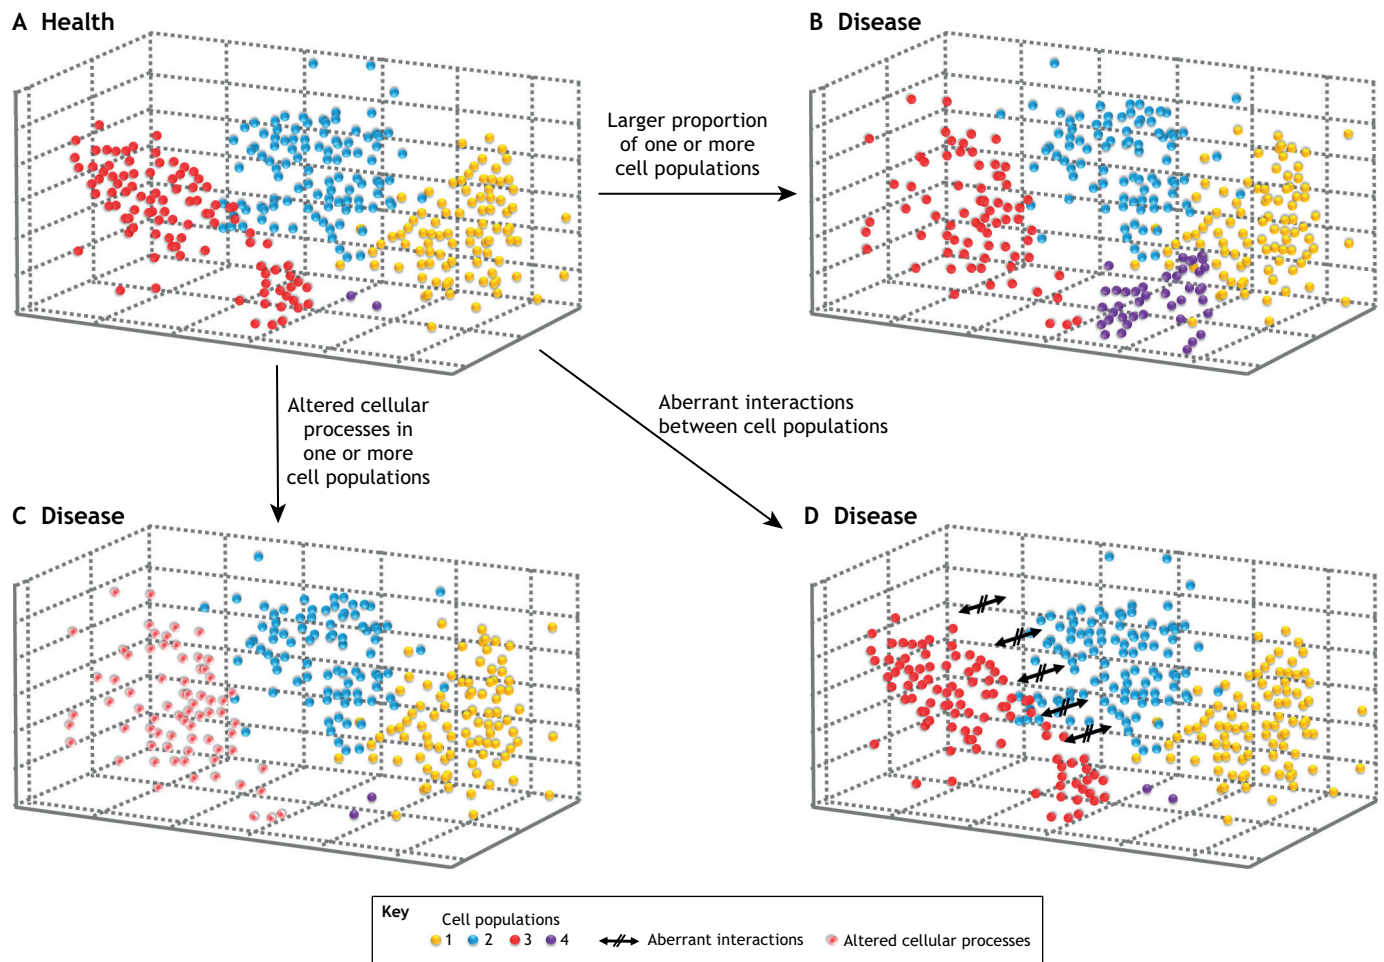 A Health
B Disease
Larger proportion
of one or more
cell populations
Altered cellular
processes in
one or more
cell populations
Aberrant interactions
between cell populations
C Disease
D Disease
Key
Cell populations
1 2 3 4 Aberrant interactions Altered cellular processes